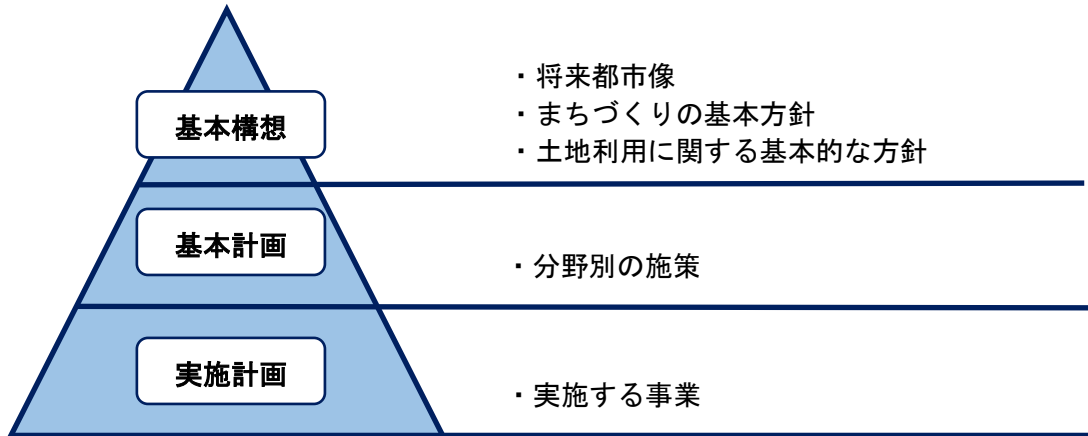 基本構想
・将来都市像
・まちづくりの基本方針
・土地利用に関する基本的な方針
基本計画
・分野別の施策
実施計画
・実施する事業